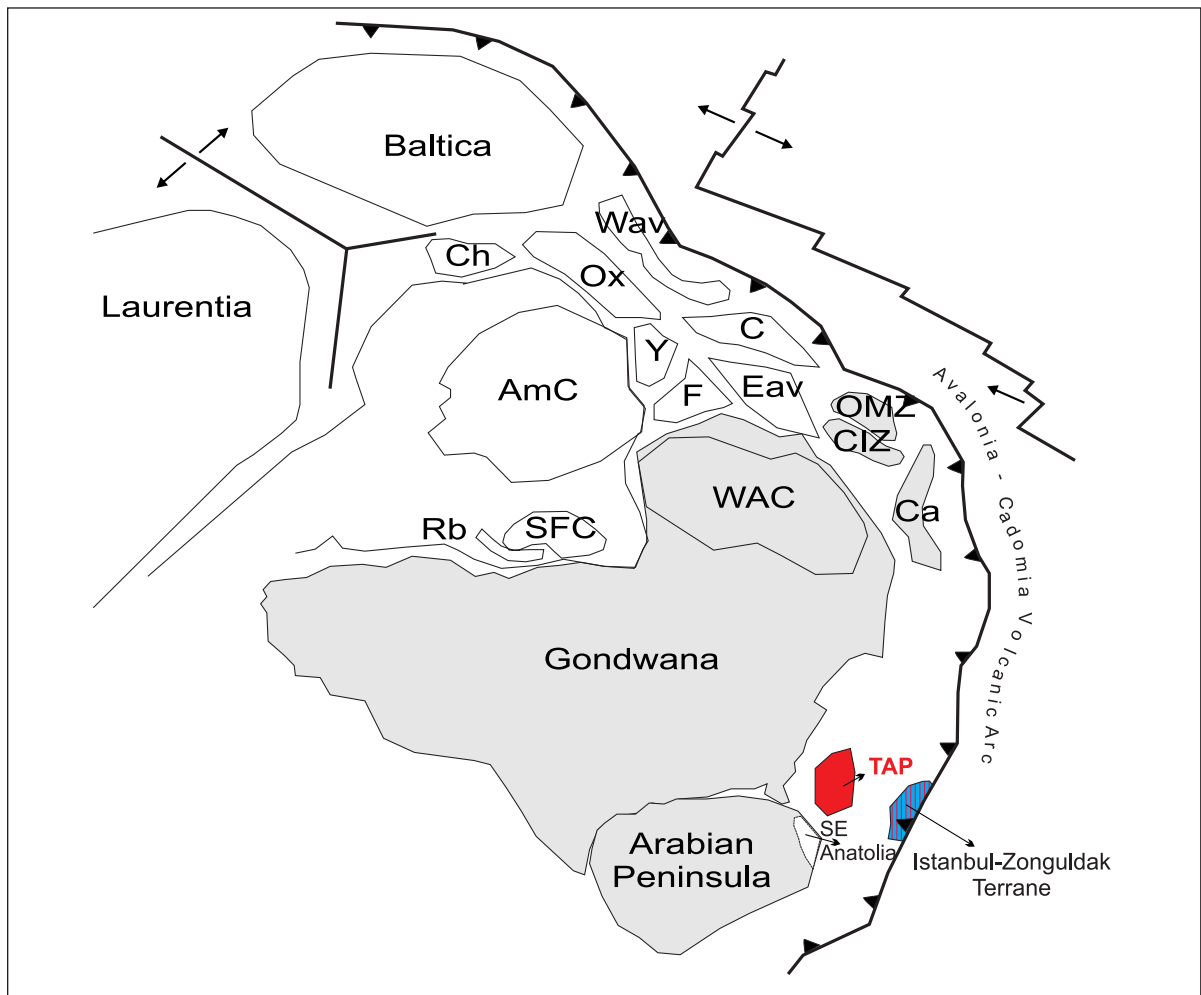 Baltica
Wav
Ch
Ox
Laurentia
C
Y
AmC
F
Eav
Avalonia - Cadomia Volcanic Arc
OMZ
CIZ
WAC
Ca
Rb
SFC
Gondwana
TAP
SE
Anatolia
Arabian
Peninsula
Istanbul-Zonguldak
Terrane